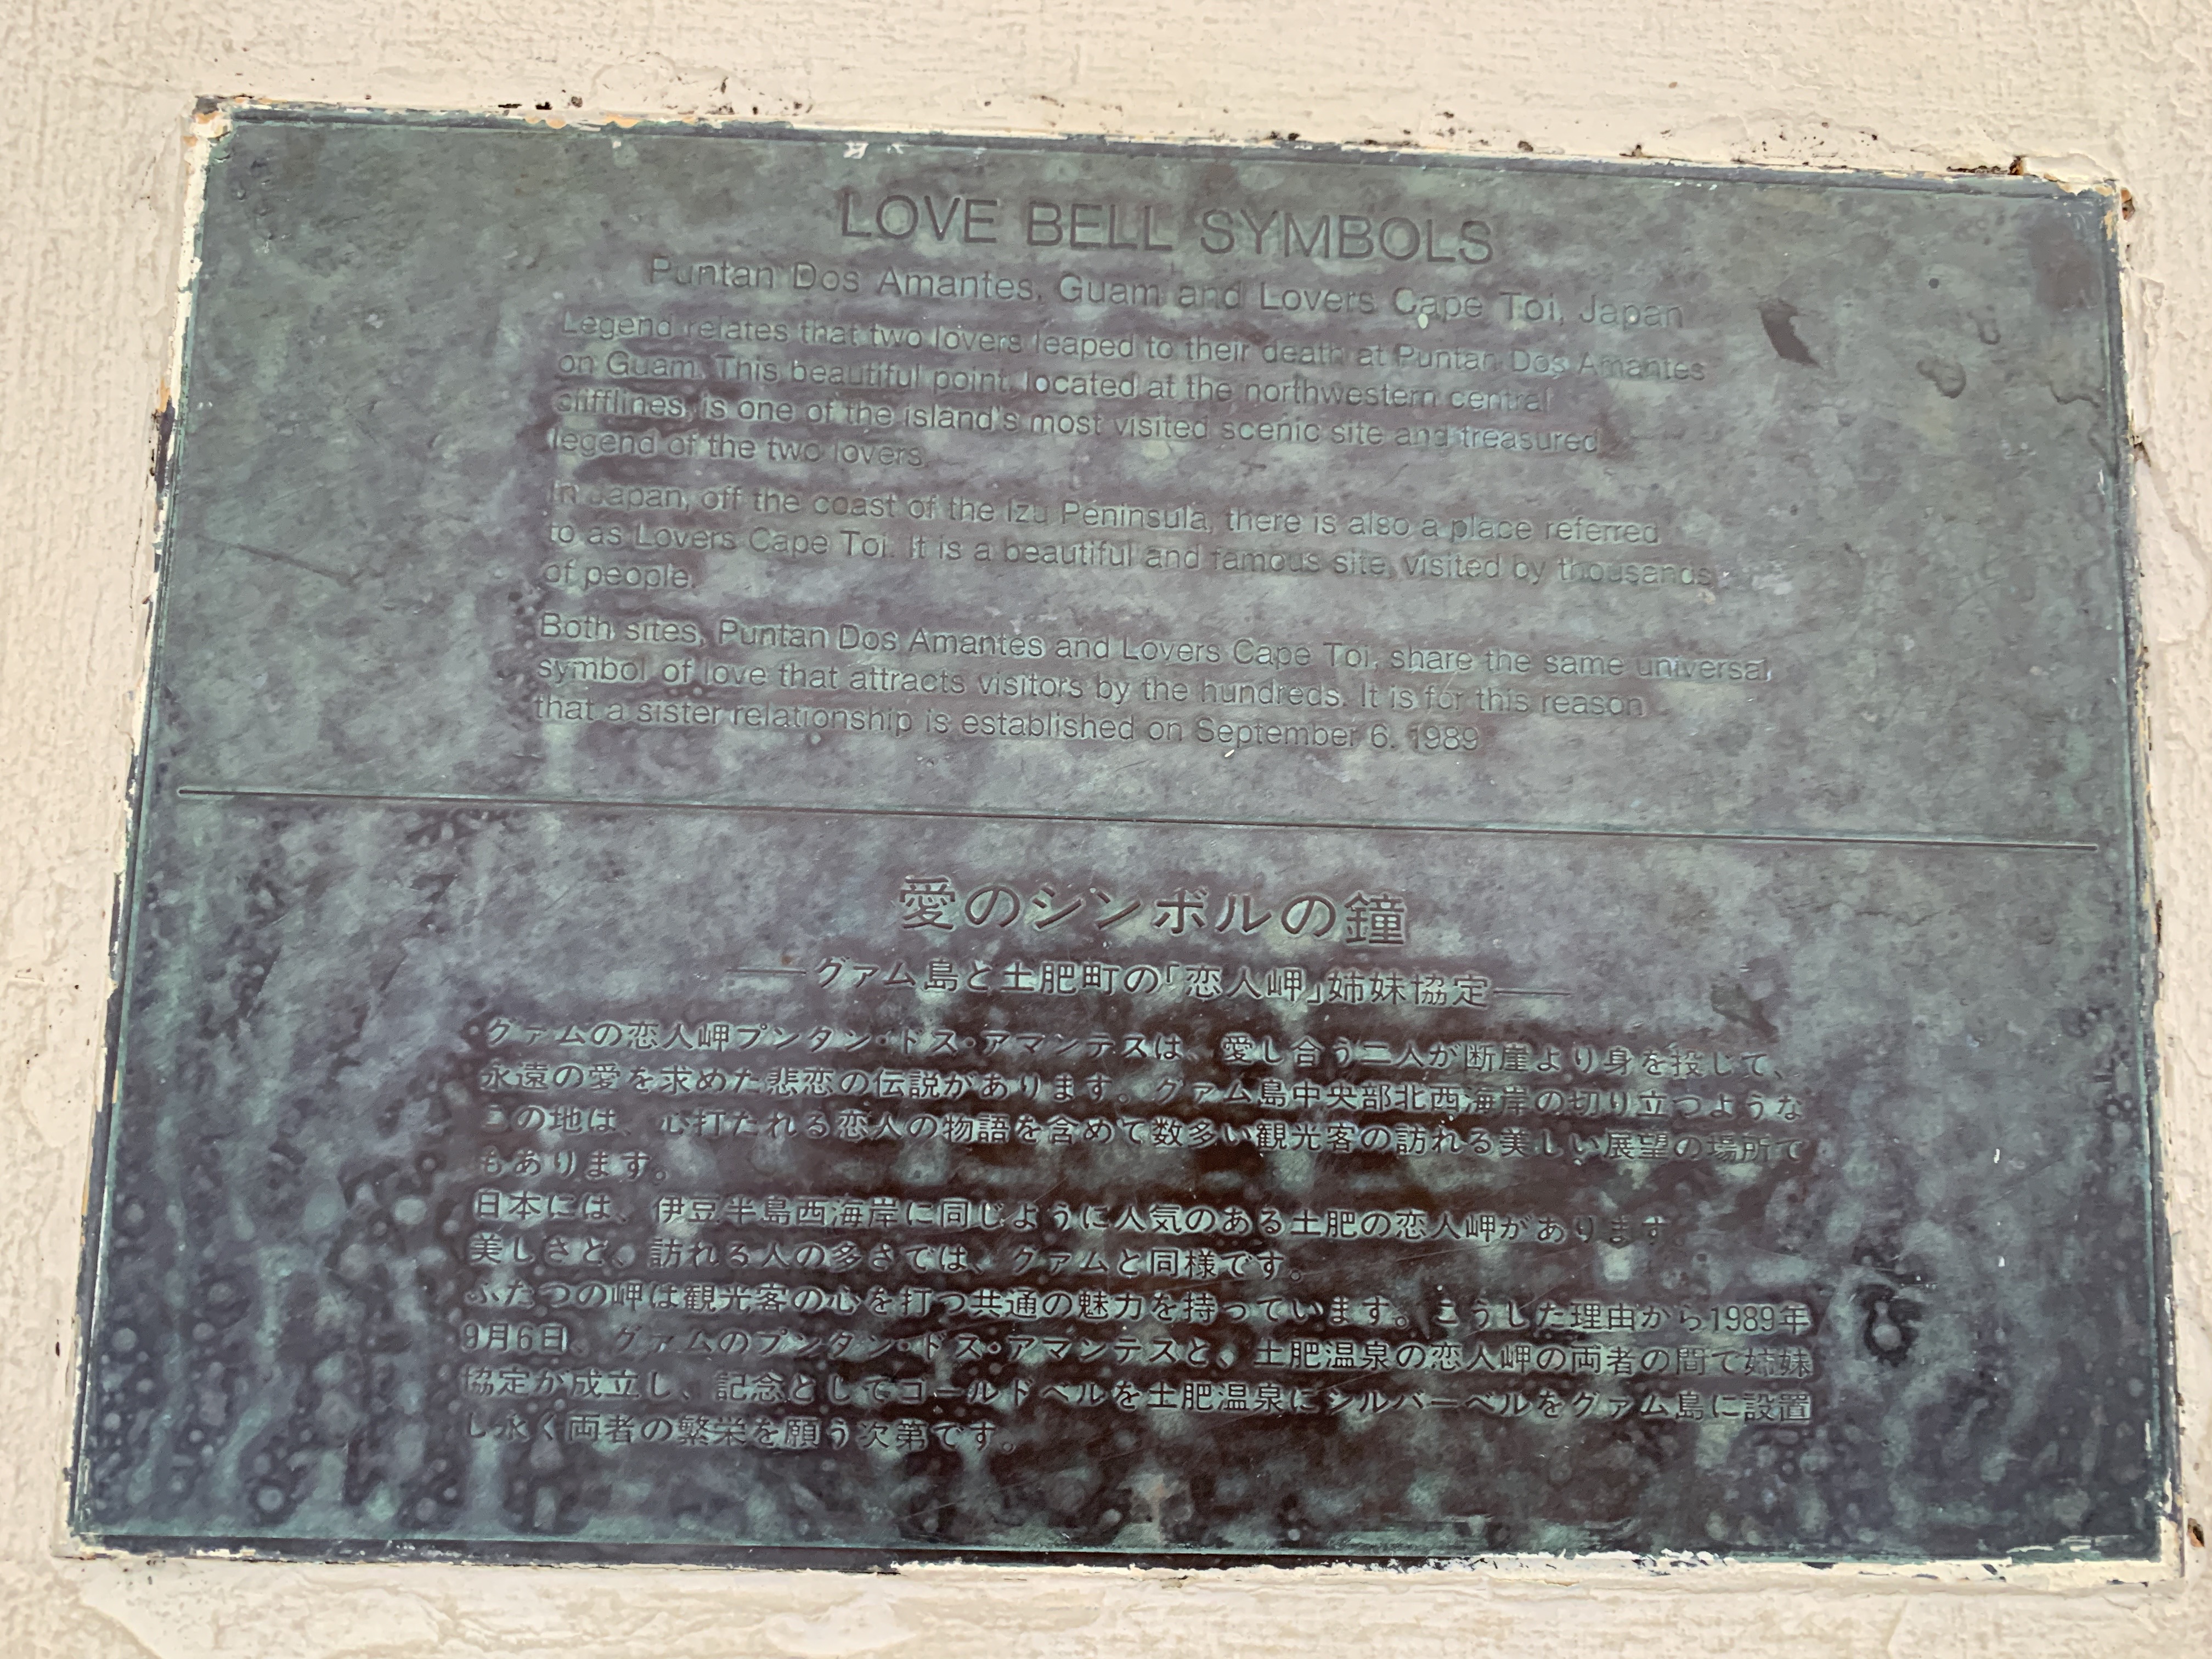 LOVE BELL SYMBOLS
Puntan Dos Amantes, Guam and Lovers Cape Toi, Japan
Legend relates that two lovers leaped to their death at Puntan Dos Amantes
on Guam. This beautiful point, located at the northwestern central
clifflines, is one of the island's most visited scenic site and treasured
legend of the two lovers.
In Japan, off the coast of the Izu Peninsula, there is also a place referred
to as Lovers Cape Toi. It is a beautiful and famous site, visited by thousands
of people.
Both sites, Puntan Dos Amantes and Lovers Cape Toi, share the same universal
symbol of love that attracts visitors by the hundreds. It is for this reason
that a sister relationship is established on September 6, 1989
愛のシンボルの鐘
——グァム島と土肥町の「恋人岬」姉妹協定——
グァムの恋人岬プンタン・ドス・アマンテスは、愛し合う二人が断崖より身を投じて、
永遠の愛を求めた悲恋の伝説があります。グァム島中央部北西海岸の切り立つような
この地は、心打たれる恋人の物語を含めて数多い観光客の訪れる美しい展望の場所で
もあります。
日本には、伊豆半島西海岸に同じように人気のある土肥の恋人岬があります
美しさと、訪れる人の多さでは、グァムと同様です。
ふたつの岬は観光客の心を打つ共通の魅力を持っています。こうした理由から1989年
9月6日、グァムのプンタン・ドス・アマンテスと、土肥温泉の恋人岬の両者の間で姉妹
協定が成立し、記念としてゴールドベルを土肥温泉にシルバーベルをグァム島に設置
し永く両者の繁栄を願う次第です。